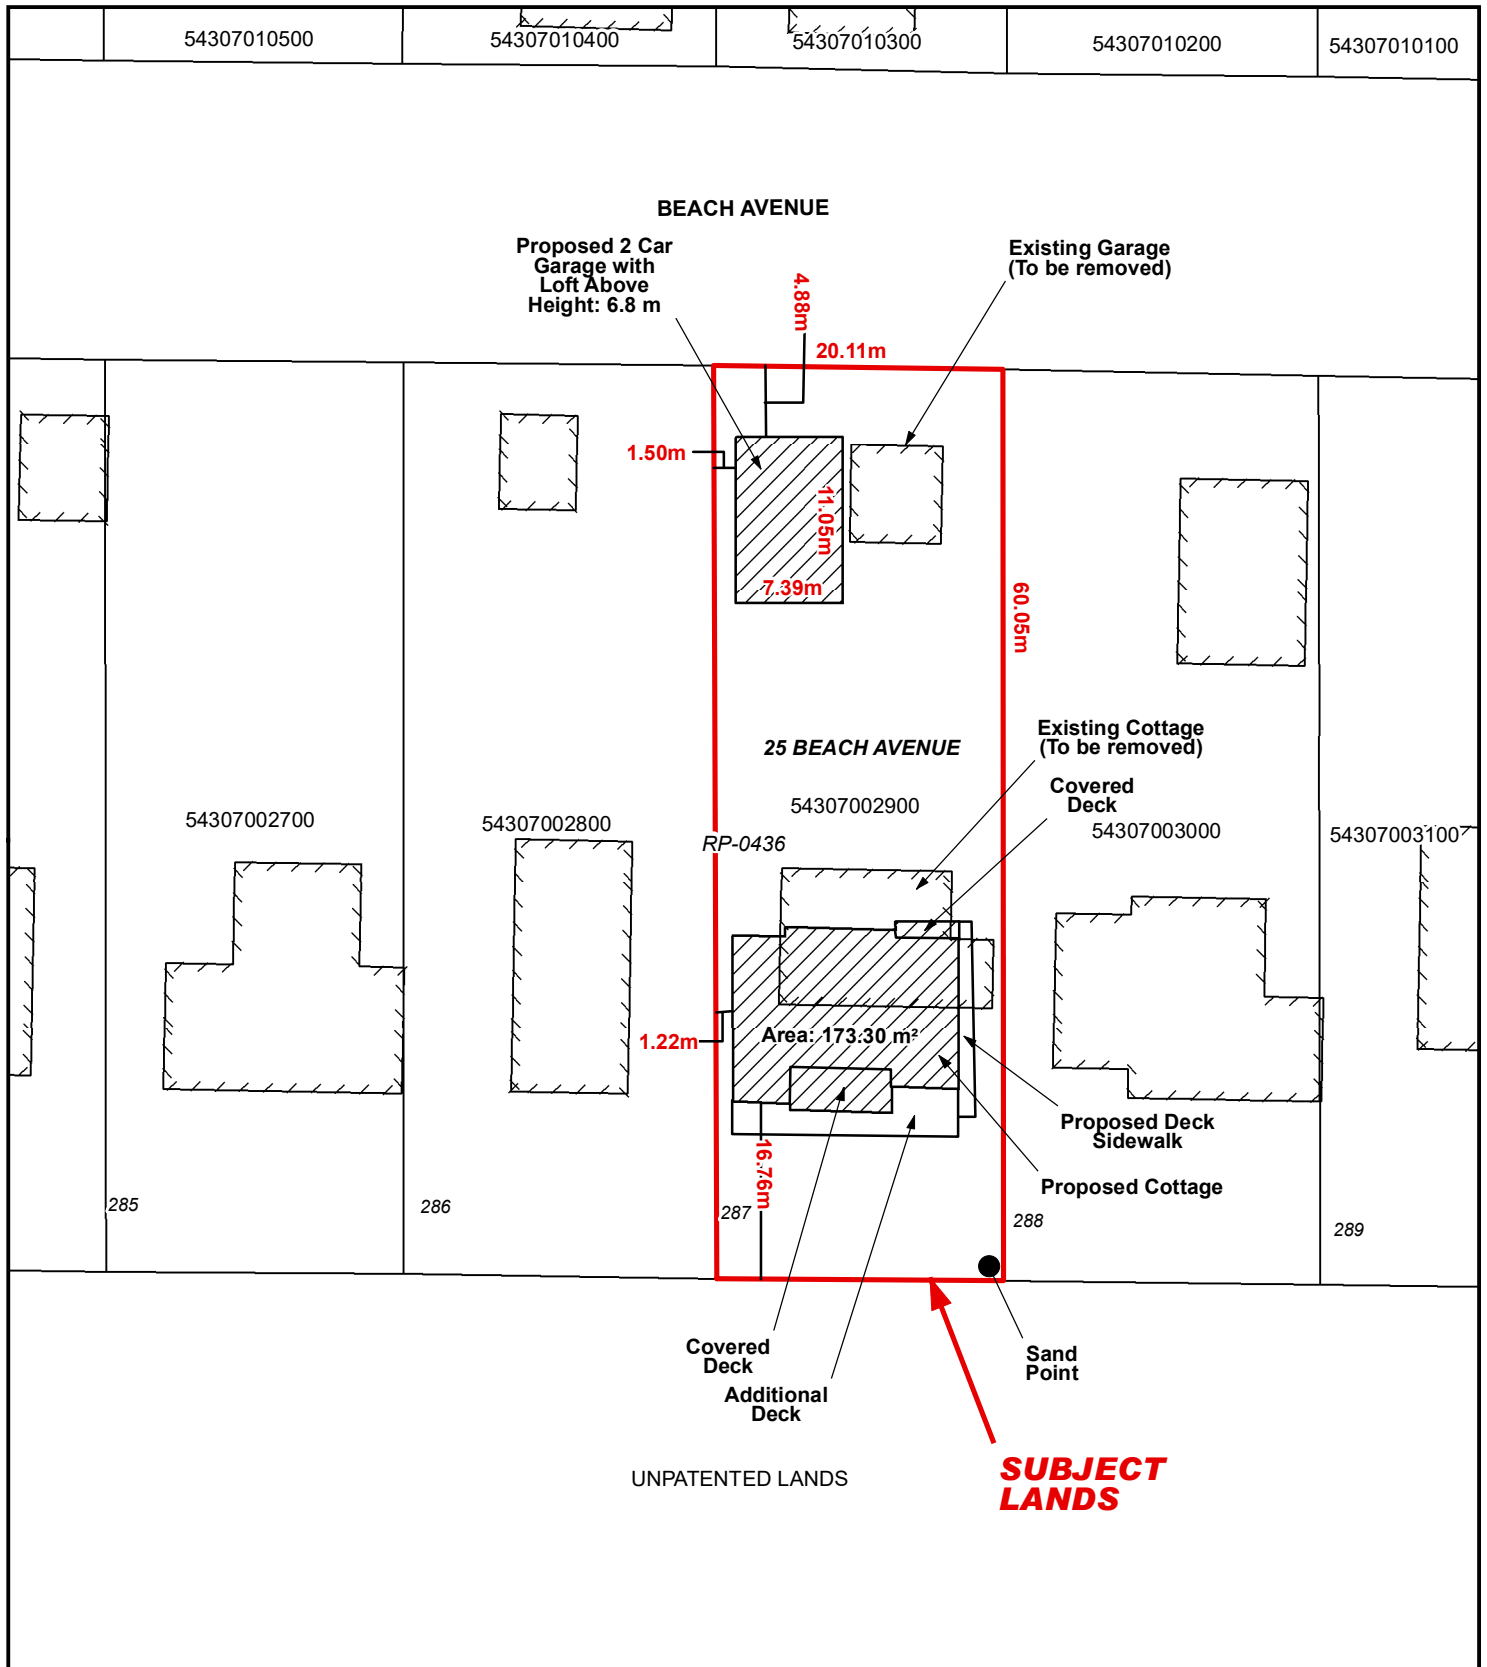 54307010500
54307010400
54307010300
54307010200
54307010100
BEACH AVENUE
Proposed 2 Car
Garage with
Loft Above
Height: 6.8 m
Existing Garage
(To be removed)
4.88m
20.11m
1.50m
11.05m
7.39m
60.05m
25 BEACH AVENUE
Existing Cottage
(To be removed)
Covered
Deck
54307002700
54307002800
54307002900
54307003000
54307003100
RP-0436
Area: 173.30 m²
1.22m
Proposed Deck
Sidewalk
16.76m
Proposed Cottage
285
286
287
288
289
Covered
Deck
Additional
Deck
Sand
Point
SUBJECT
LANDS
UNPATENTED LANDS